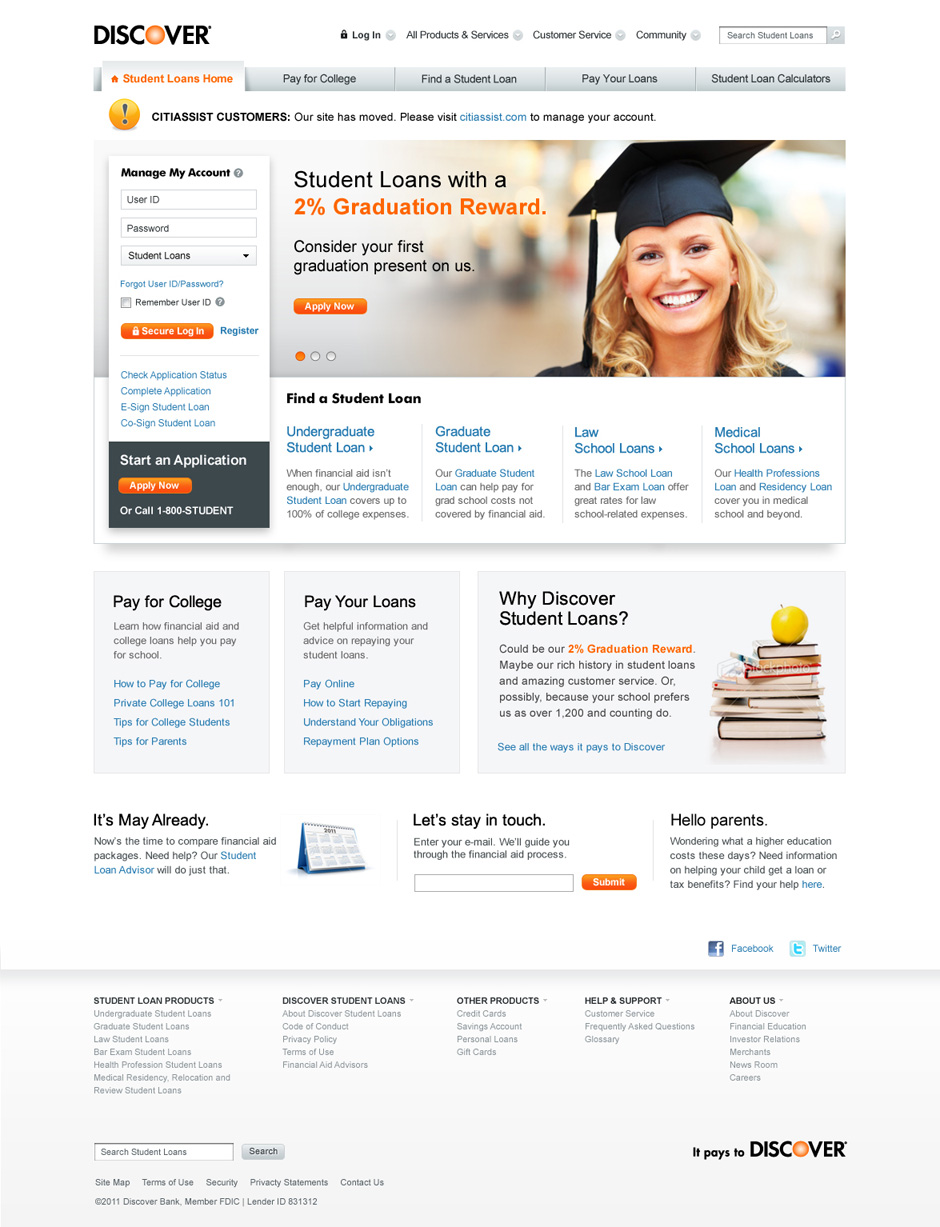 DISCOVER®
Log In All Products & Services Customer Service Community Search Student Loans
Student Loans Home Pay for College Find a Student Loan Pay Your Loans Student Loan Calculators
! CITIASSIST CUSTOMERS: Our site has moved. Please visit citiassist.com to manage your account.
Manage My Account ?
User ID
Password
Student Loans
Forgot User ID/Password?
Remember User ID ?
Secure Log In Register
Check Application Status
Complete Application
E-Sign Student Loan
Co-Sign Student Loan
Start an Application
Apply Now
Or Call 1-800-STUDENT
Student Loans with a
2% Graduation Reward.
Consider your first
graduation present on us.
Apply Now
Find a Student Loan
Undergraduate
Student Loan
When financial aid isn't
enough, our Undergraduate
Student Loan covers up to
100% of college expenses.
Graduate
Student Loan
Our Graduate Student
Loan can help pay for
grad school costs not
covered by financial aid.
Law
School Loans
The Law School Loan
and Bar Exam Loan offer
great rates for law
school-related expenses.
Medical
School Loans
Our Health Professions
Loan and Residency Loan
cover you in medical
school and beyond.
Pay for College
Learn how financial aid and
college loans help you pay
for school.
How to Pay for College
Private College Loans 101
Tips for College Students
Tips for Parents
Pay Your Loans
Get helpful information and
advice on repaying your
student loans.
Pay Online
How to Start Repaying
Understand Your Obligations
Repayment Plan Options
Why Discover
Student Loans?
Could be our 2% Graduation Reward.
Maybe our rich history in student loans
and amazing customer service. Or,
possibly, because your school prefers
us as over 1,200 and counting do.
See all the ways it pays to Discover
It's May Already.
Now's the time to compare financial aid
packages. Need help? Our Student
Loan Advisor will do just that.
2011
Let's stay in touch.
Enter your e-mail. We'll guide you
through the financial aid process.
Submit
Hello parents.
Wondering what a higher education
costs these days? Need information
on helping your child get a loan or
tax benefits? Find your help here.
f Facebook t Twitter
STUDENT LOAN PRODUCTS
Undergraduate Student Loans
Graduate Student Loans
Law Student Loans
Bar Exam Student Loans
Health Profession Student Loans
Medical Residency, Relocation and
Review Student Loans
DISCOVER STUDENT LOANS
About Discover Student Loans
Code of Conduct
Privacy Policy
Terms of Use
Financial Aid Advisors
OTHER PRODUCTS
Credit Cards
Savings Account
Personal Loans
Gift Cards
HELP & SUPPORT
Customer Service
Frequently Asked Questions
Glossary
ABOUT US
About Discover
Financial Education
Investor Relations
Merchants
News Room
Careers
Search Student Loans Search
It pays to DISCOVER®
Site Map Terms of Use Security Privacty Statements Contact Us
©2011 Discover Bank, Member FDIC | Lender ID 831312